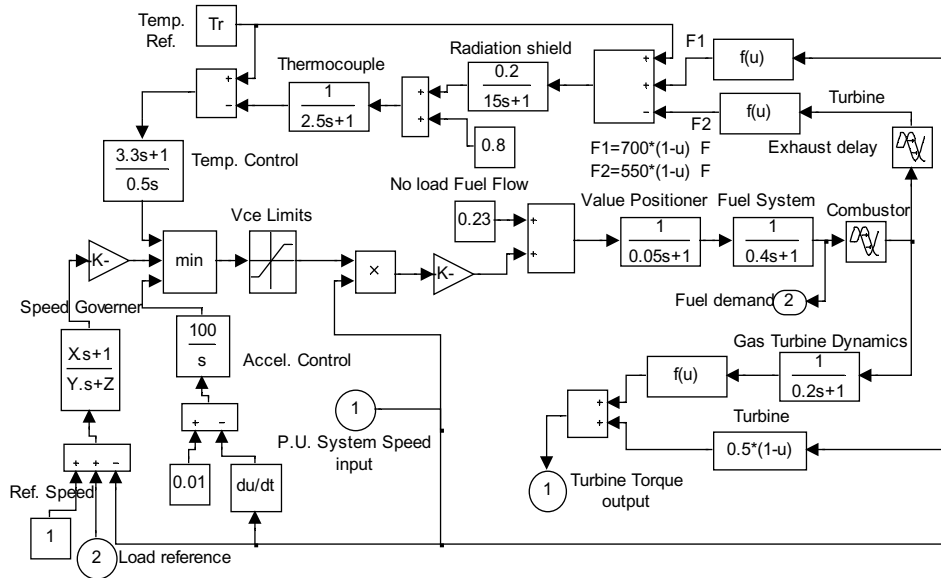 Temp.
Ref.
Tr
F1
f(u)
Radiation shield
Thermocouple
0.2
15s+1
1
2.5s+1
f(u)
Turbine
F2
Exhaust delay
F1=700*(1-u) F
F2=550*(1-u) F
0.8
3.3s+1
0.5s
Temp. Control
No load Fuel Flow
Vce Limits
0.23
Value Positioner
Fuel System
Combustor
1
0.05s+1
1
0.4s+1
K-
min
×
K-
Fuel demand
2
Speed Governer
X.s+1
Y.s+Z
100
s
Accel. Control
Gas Turbine Dynamics
f(u)
1
0.2s+1
1
P.U. System Speed
input
Turbine
0.5*(1-u)
Ref. Speed
0.01
du/dt
1
Turbine Torque
output
1
2
Load reference